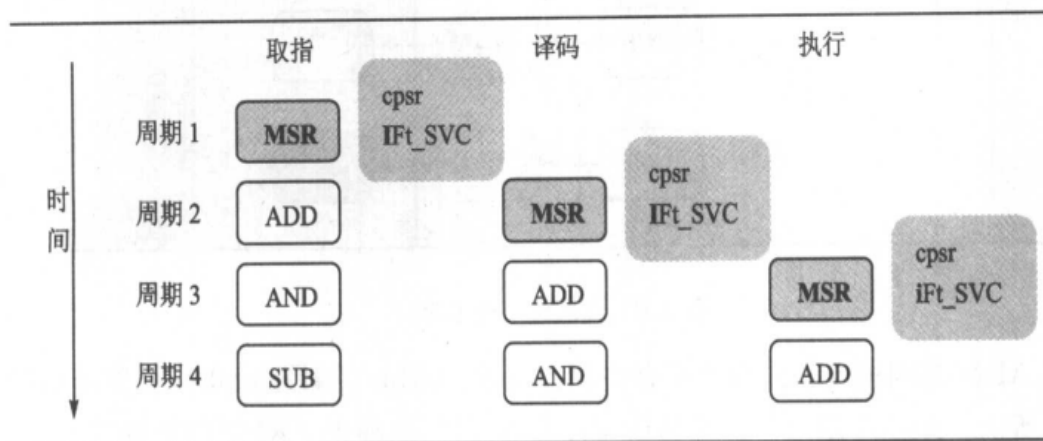 取指 译码 执行
cpsr
周期 1 MSR IFt_SVC
cpsr
周期 2 ADD MSR IFt_SVC
cpsr
周期 3 AND ADD MSR iFt_SVC
周期 4 SUB AND ADD
时
间